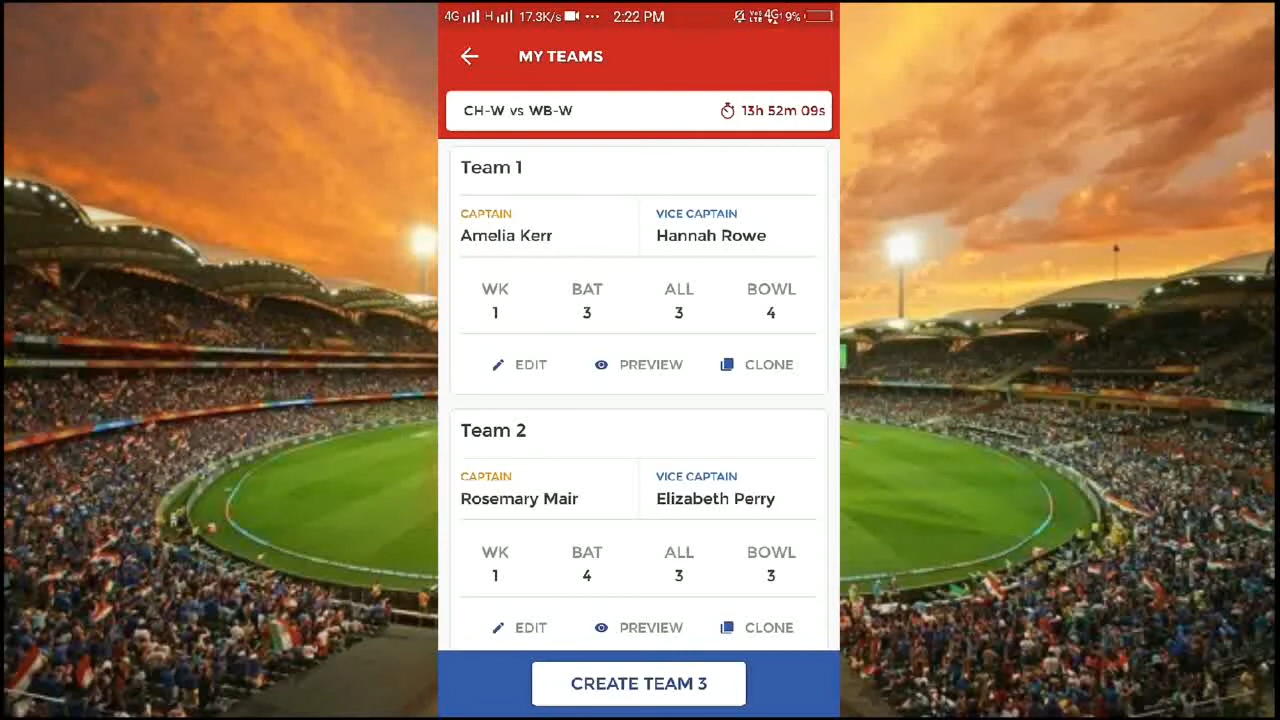 4G H 17.3K/s ... 2:22 PM 4G 9%
MY TEAMS
CH-W vs WB-W 13h 52m 09s
Team 1
CAPTAIN VICE CAPTAIN
Amelia Kerr Hannah Rowe
WK BAT ALL BOWL
1 3 3 4
EDIT PREVIEW CLONE
Team 2
CAPTAIN VICE CAPTAIN
Rosemary Mair Elizabeth Perry
WK BAT ALL BOWL
1 4 3 3
EDIT PREVIEW CLONE
CREATE TEAM 3